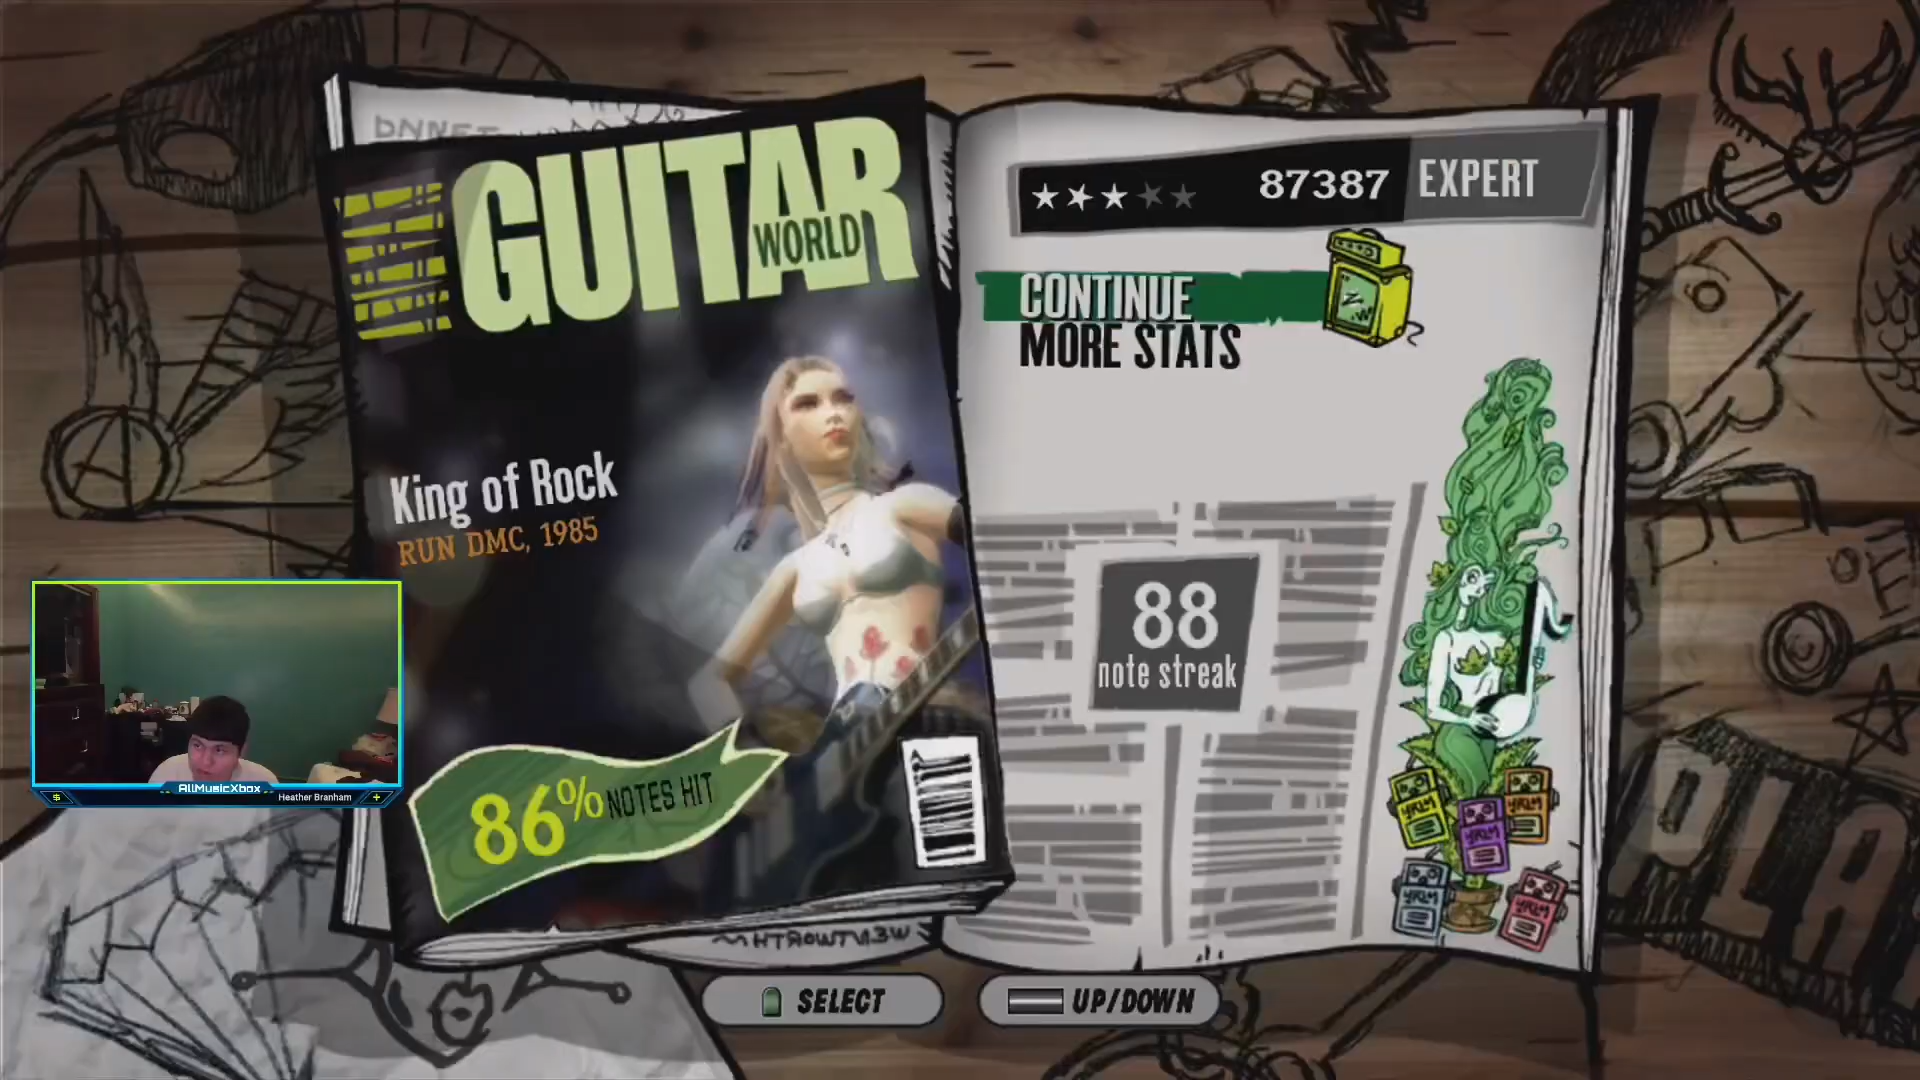 GUITAR
WORLD
King of Rock
RUN DMC, 1985
86% NOTES HIT
87387 EXPERT
CONTINUE
MORE STATS
88
note streak
AllMusicXbox
Heather Branham
SELECT
UP/DOWN